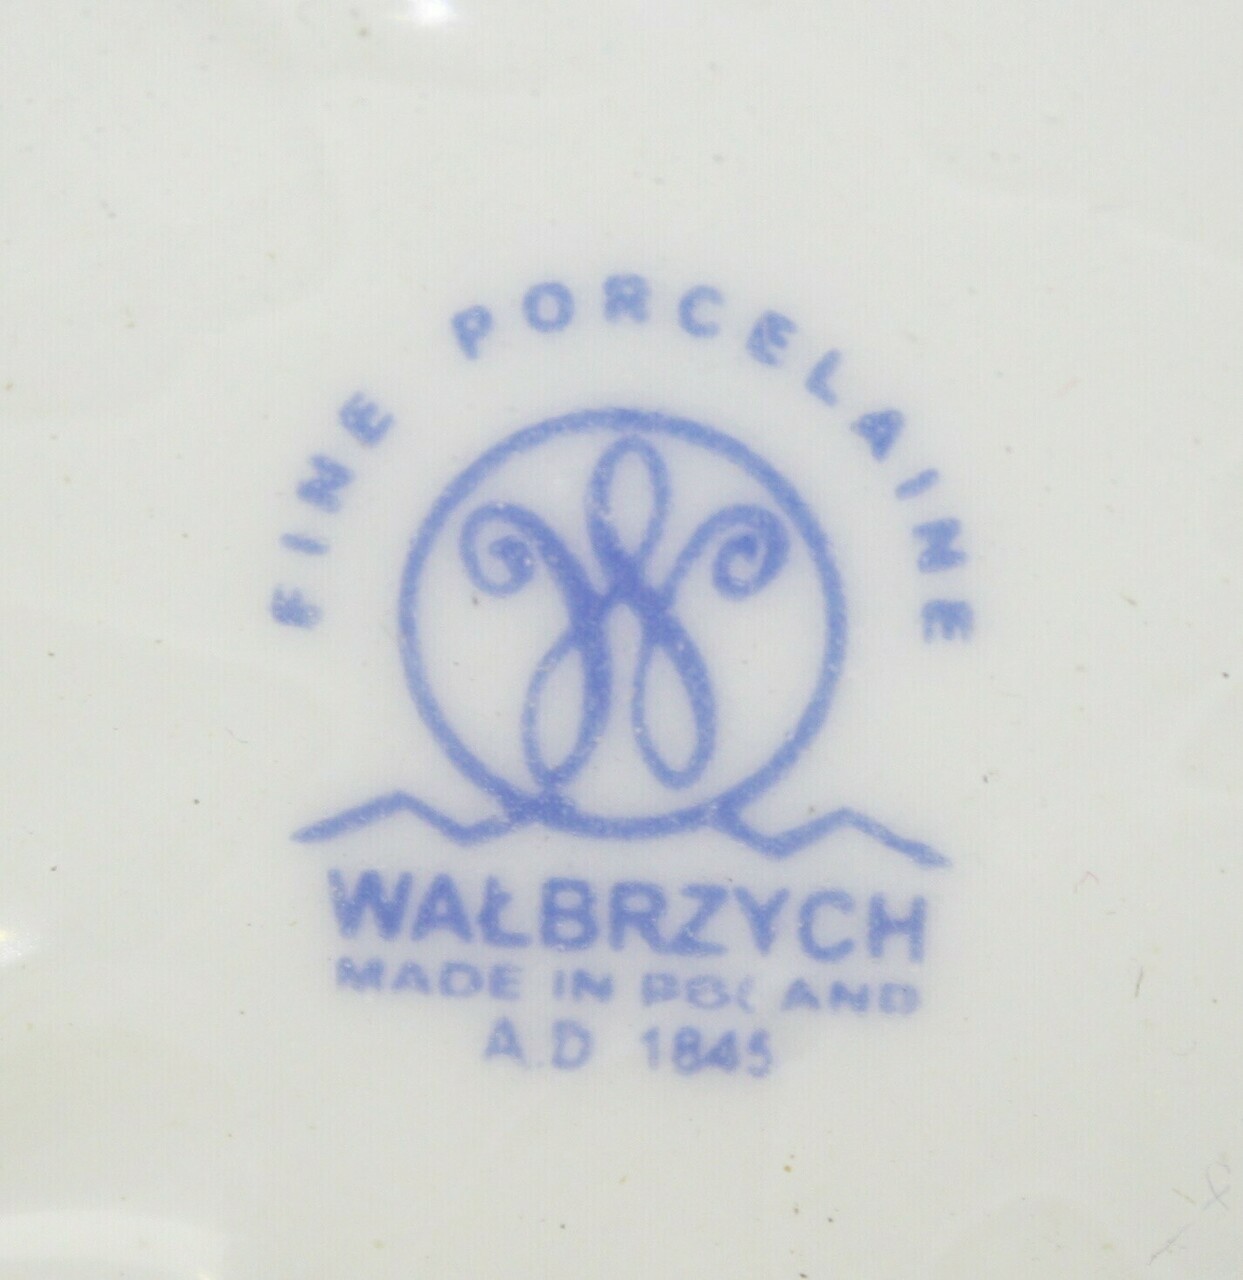 FINE PORCELAINE
WAŁBRZYCH
MADE IN POLAND
A.D 1845